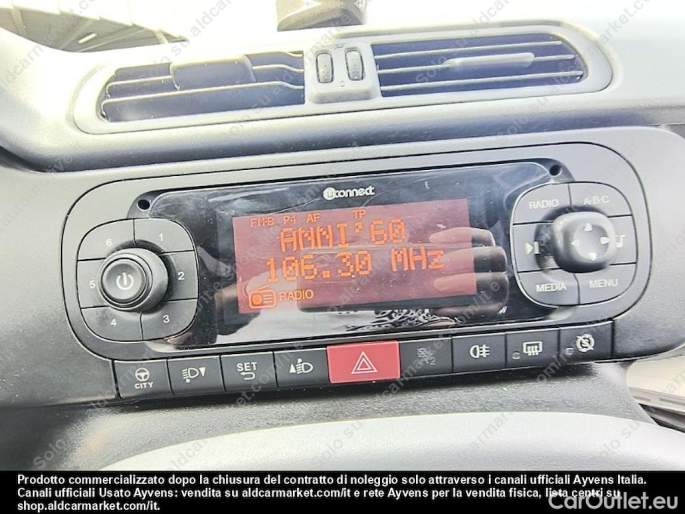 uconnect
FM-B P4 AF TP
ANNI'60
106.30 MHz
RADIO
6 1
5 2
4 3
RADIO A-B-C
MEDIA MENU
CITY
SET
Prodotto commercializzato dopo la chiusura del contratto di noleggio solo attraverso i canali ufficiali Ayvens Italia.
Canali ufficiali Usato Ayvens: vendita su aldcarmarket.com/it e rete Ayvens per la vendita fisica, lista centri su
shop.aldcarmarket.com/it.
CarOutlet.eu